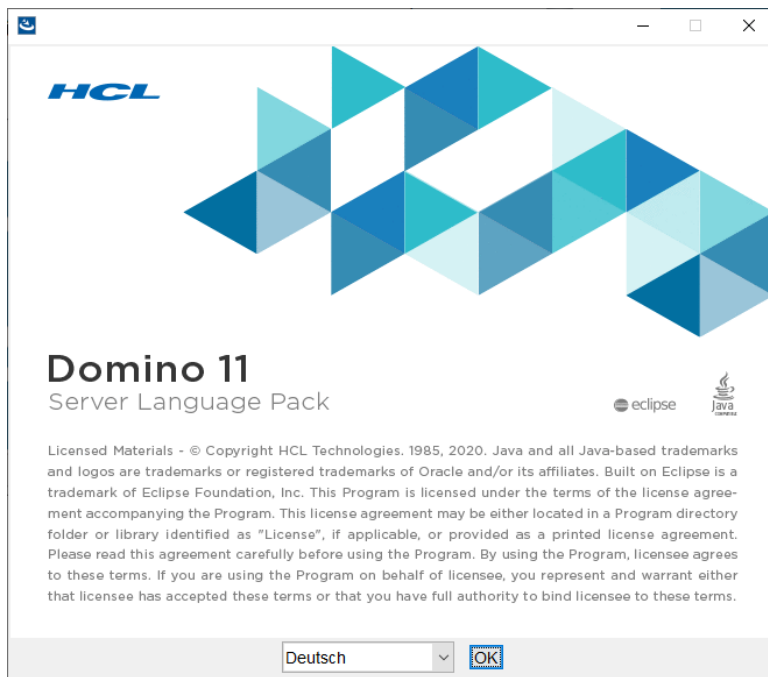 HCL
Domino 11
Server Language Pack
eclipse
Java
COMPATIBLE
Licensed Materials - © Copyright HCL Technologies. 1985, 2020. Java and all Java-based trademarks
and logos are trademarks or registered trademarks of Oracle and/or its affiliates. Built on Eclipse is a
trademark of Eclipse Foundation, Inc. This Program is licensed under the terms of the license agree-
ment accompanying the Program. This license agreement may be either located in a Program directory
folder or library identified as "License", if applicable, or provided as a printed license agreement.
Please read this agreement carefully before using the Program. By using the Program, licensee agrees
to these terms. If you are using the Program on behalf of licensee, you represent and warrant either
that licensee has accepted these terms or that you have full authority to bind licensee to these terms.
Deutsch
OK